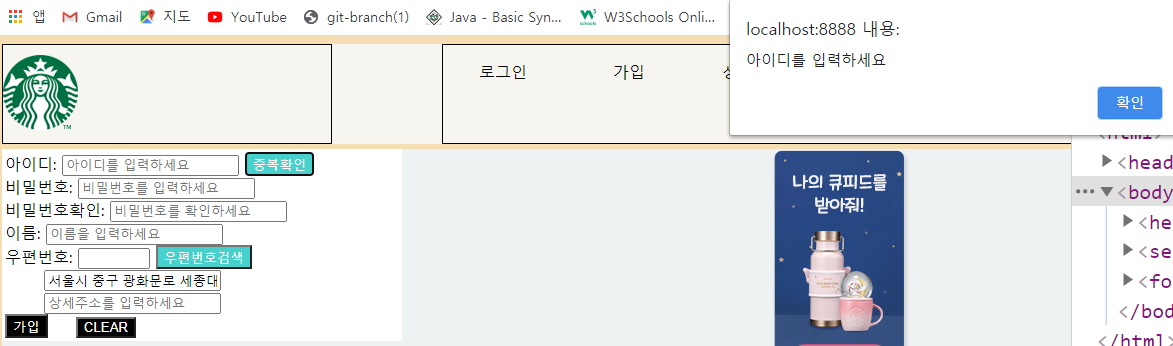 앱 Gmail 지도 YouTube git-branch(1) Java - Basic Syn... W3Schools Onli...
localhost:8888 내용:
아이디를 입력하세요
확인
로그인 가입
TM
아이디: 아이디를 입력하세요 중복확인
비밀번호: 비밀번호를 입력하세요
비밀번호확인: 비밀번호를 확인하세요
이름: 이름을 입력하세요
우편번호: 우편번호검색
서울시 중구 광화문로 세종대
상세주소를 입력하세요
가입 CLEAR
나의 큐피드를
받아줘!
<head
<body
<he
<se
<fo
</bod
</html>